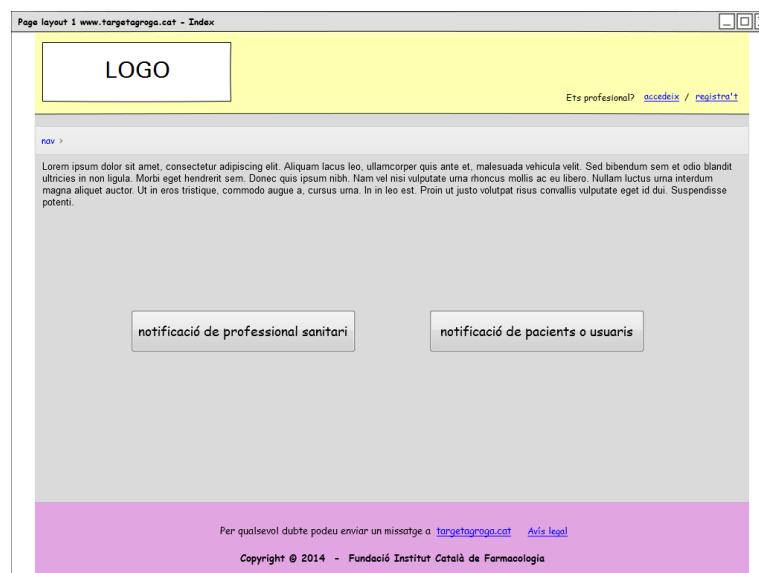 Page layout 1 www.targetagroga.cat - Index
LOGO
Ets profesional? accedeix / registra't
nav >
Lorem ipsum dolor sit amet, consectetur adipiscing elit. Aliquam lacus leo, ullamcorper quis ante et, malesuada vehicula velit. Sed bibendum sem et odio blandit
ultricies in non ligula. Morbi eget hendrerit sem. Donec quis ipsum nibh. Nam vel nisi vulputate urna rhoncus mollis ac eu libero. Nullam luctus urna interdum
magna aliquet auctor. Ut in eros tristique, commodo augue a, cursus urna. In in leo est. Proin ut justo volutpat risus convallis vulputate eget id dui. Suspendisse
potenti.
notificació de professional sanitari
notificació de pacients o usuaris
Per qualsevol dubte podeu enviar un missatge a targetagroga.cat Avís legal
Copyright @ 2014 - Fundació Institut Català de Farmacologia